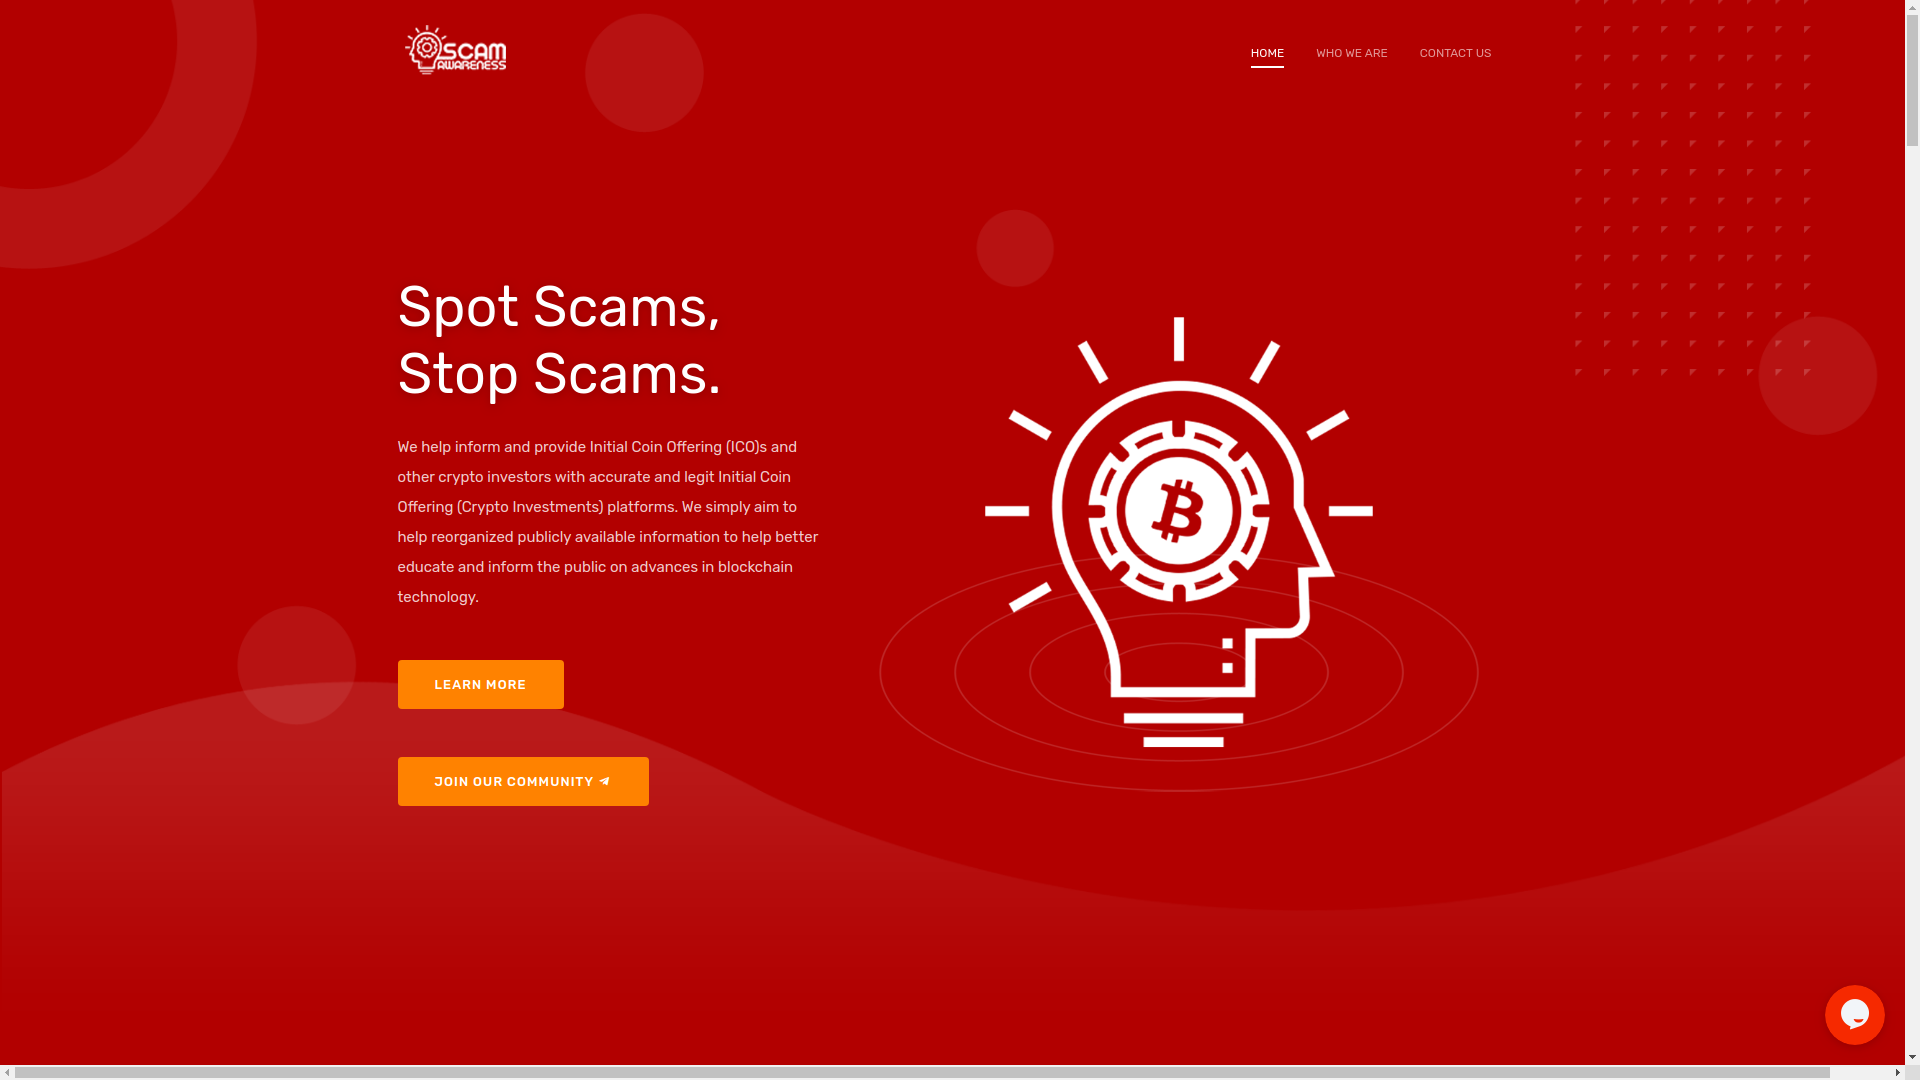 SCAM
AWARENESS
HOME
WHO WE ARE
CONTACT US
Spot Scams,
Stop Scams.
We help inform and provide Initial Coin Offering (ICO)s and
other crypto investors with accurate and legit Initial Coin
Offering (Crypto Investments) platforms. We simply aim to
help reorganized publicly available information to help better
educate and inform the public on advances in blockchain
technology.
LEARN MORE
JOIN OUR COMMUNITY